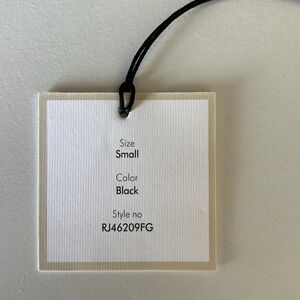 Size
Small
Color
Black
Style no
RJ46209FG